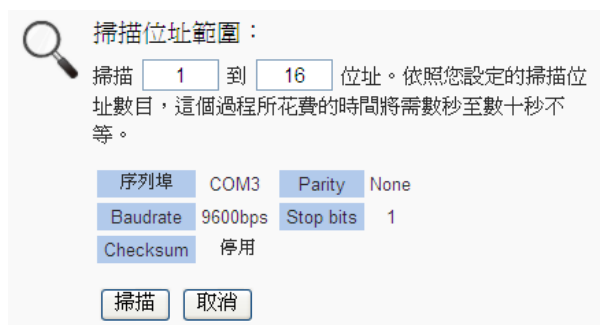 掃描位址範圍：
掃描 1 到 16 位址。依照您設定的掃描位
址數目，這個過程所花費的時間將需數秒至數十秒不
等。
序列埠 COM3 Parity None
Baudrate 9600bps Stop bits 1
Checksum 停用
掃描 取消